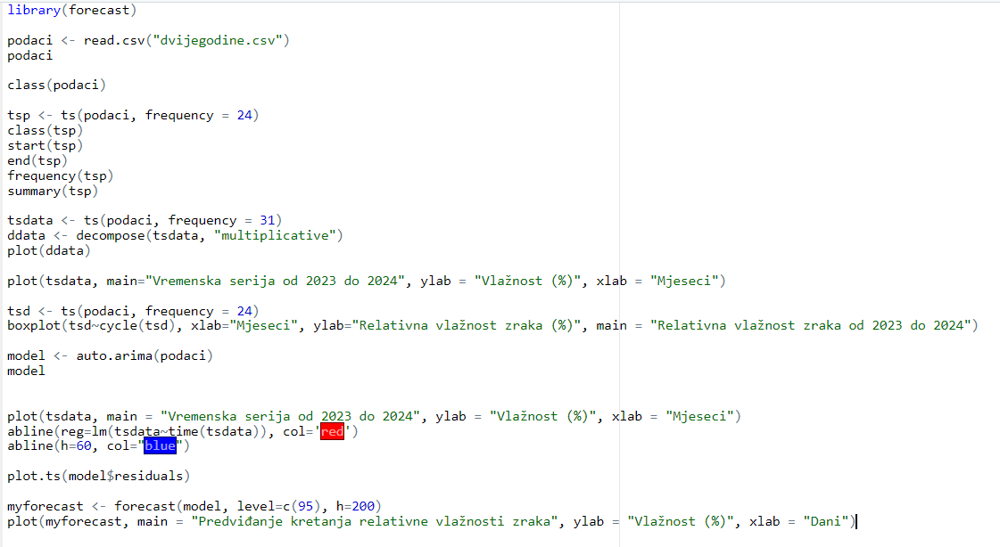 library(forecast)
podaci <- read.csv("dvijegodine.csv")
podaci
class(podaci)
tsp <- ts(podaci, frequency = 24)
class(tsp)
start(tsp)
end(tsp)
frequency(tsp)
summary(tsp)
tsdata <- ts(podaci, frequency = 31)
ddata <- decompose(tsdata, "multiplicative")
plot(ddata)
plot(tsdata, main="Vremenska serija od 2023 do 2024", ylab = "Vlažnost (%)", xlab = "Mjeseci")
tsd <- ts(podaci, frequency = 24)
boxplot(tsd~cycle(tsd), xlab="Mjeseci", ylab="Relativna vlažnost zraka (%)", main = "Relativna vlažnost zraka od 2023 do 2024")
model <- auto.arima(podaci)
model
plot(tsdata, main = "Vremenska serija od 2023 do 2024", ylab = "Vlažnost (%)", xlab = "Mjeseci")
abline(reg=lm(tsdata~time(tsdata)), col='red')
abline(h=60, col="blue")
plot.ts(model$residuals)
myforecast <- forecast(model, level=c(95), h=200)
plot(myforecast, main = "Predviđanje kretanja relativne vlažnosti zraka", ylab = "Vlažnost (%)", xlab = "Dani")